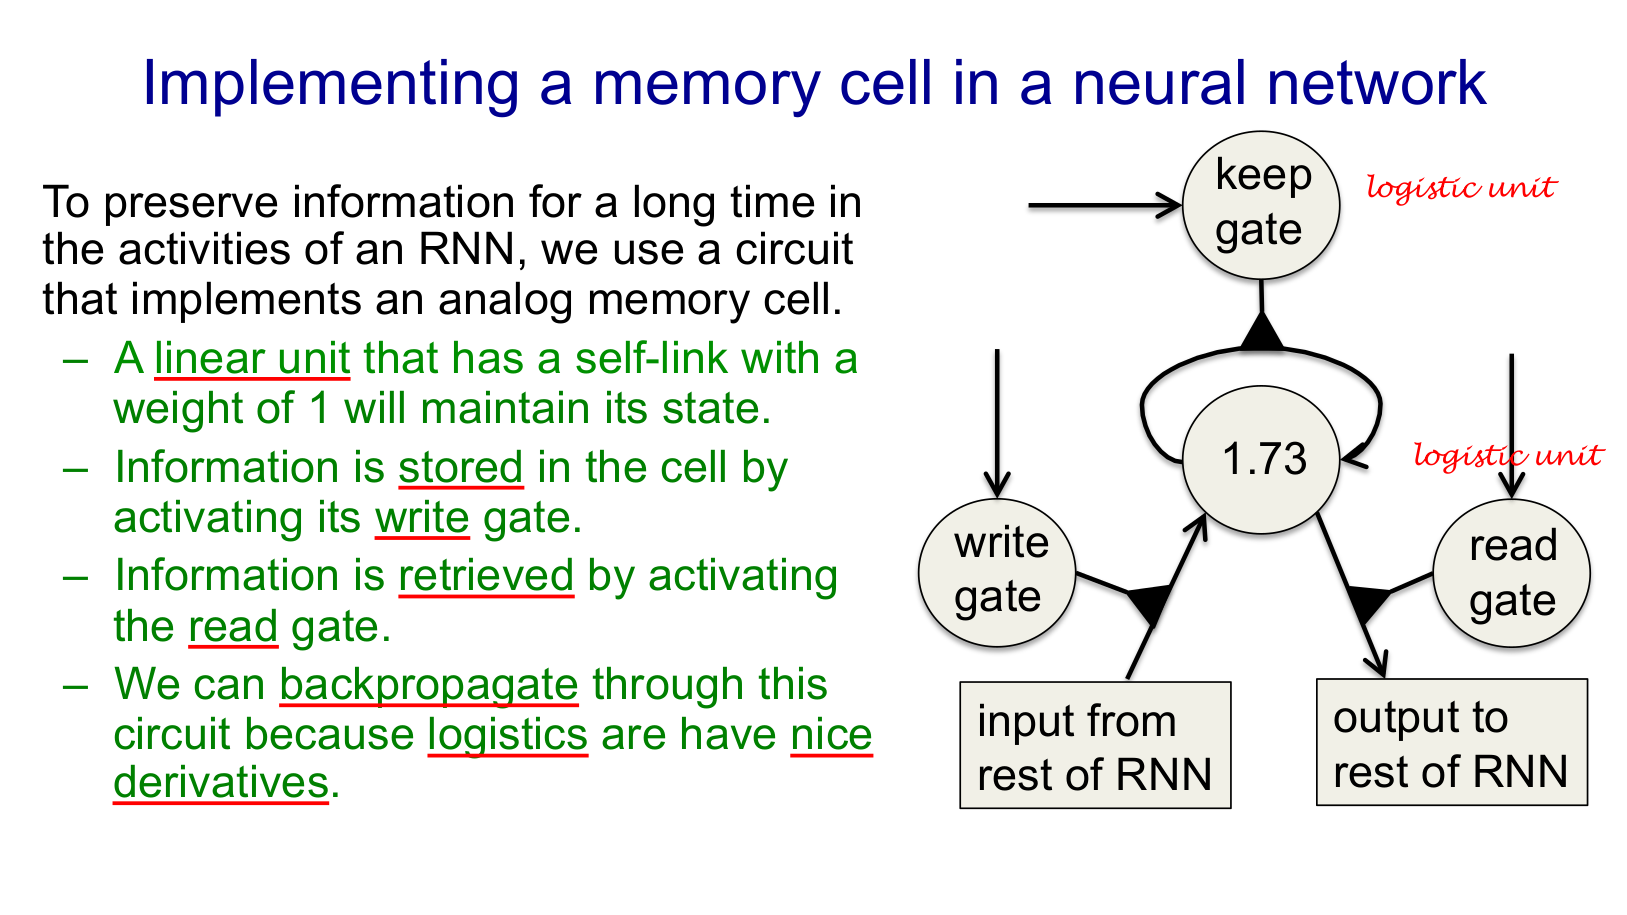 Implementing a memory cell in a neural network
To preserve information for a long time in
the activities of an RNN, we use a circuit
that implements an analog memory cell.
– A linear unit that has a self-link with a
weight of 1 will maintain its state.
– Information is stored in the cell by
activating its write gate.
– Information is retrieved by activating
the read gate.
– We can backpropagate through this
circuit because logistics are have nice
derivatives.
keep
gate
logistic unit
1.73
logistic unit
write
gate
read
gate
input from
rest of RNN
output to
rest of RNN